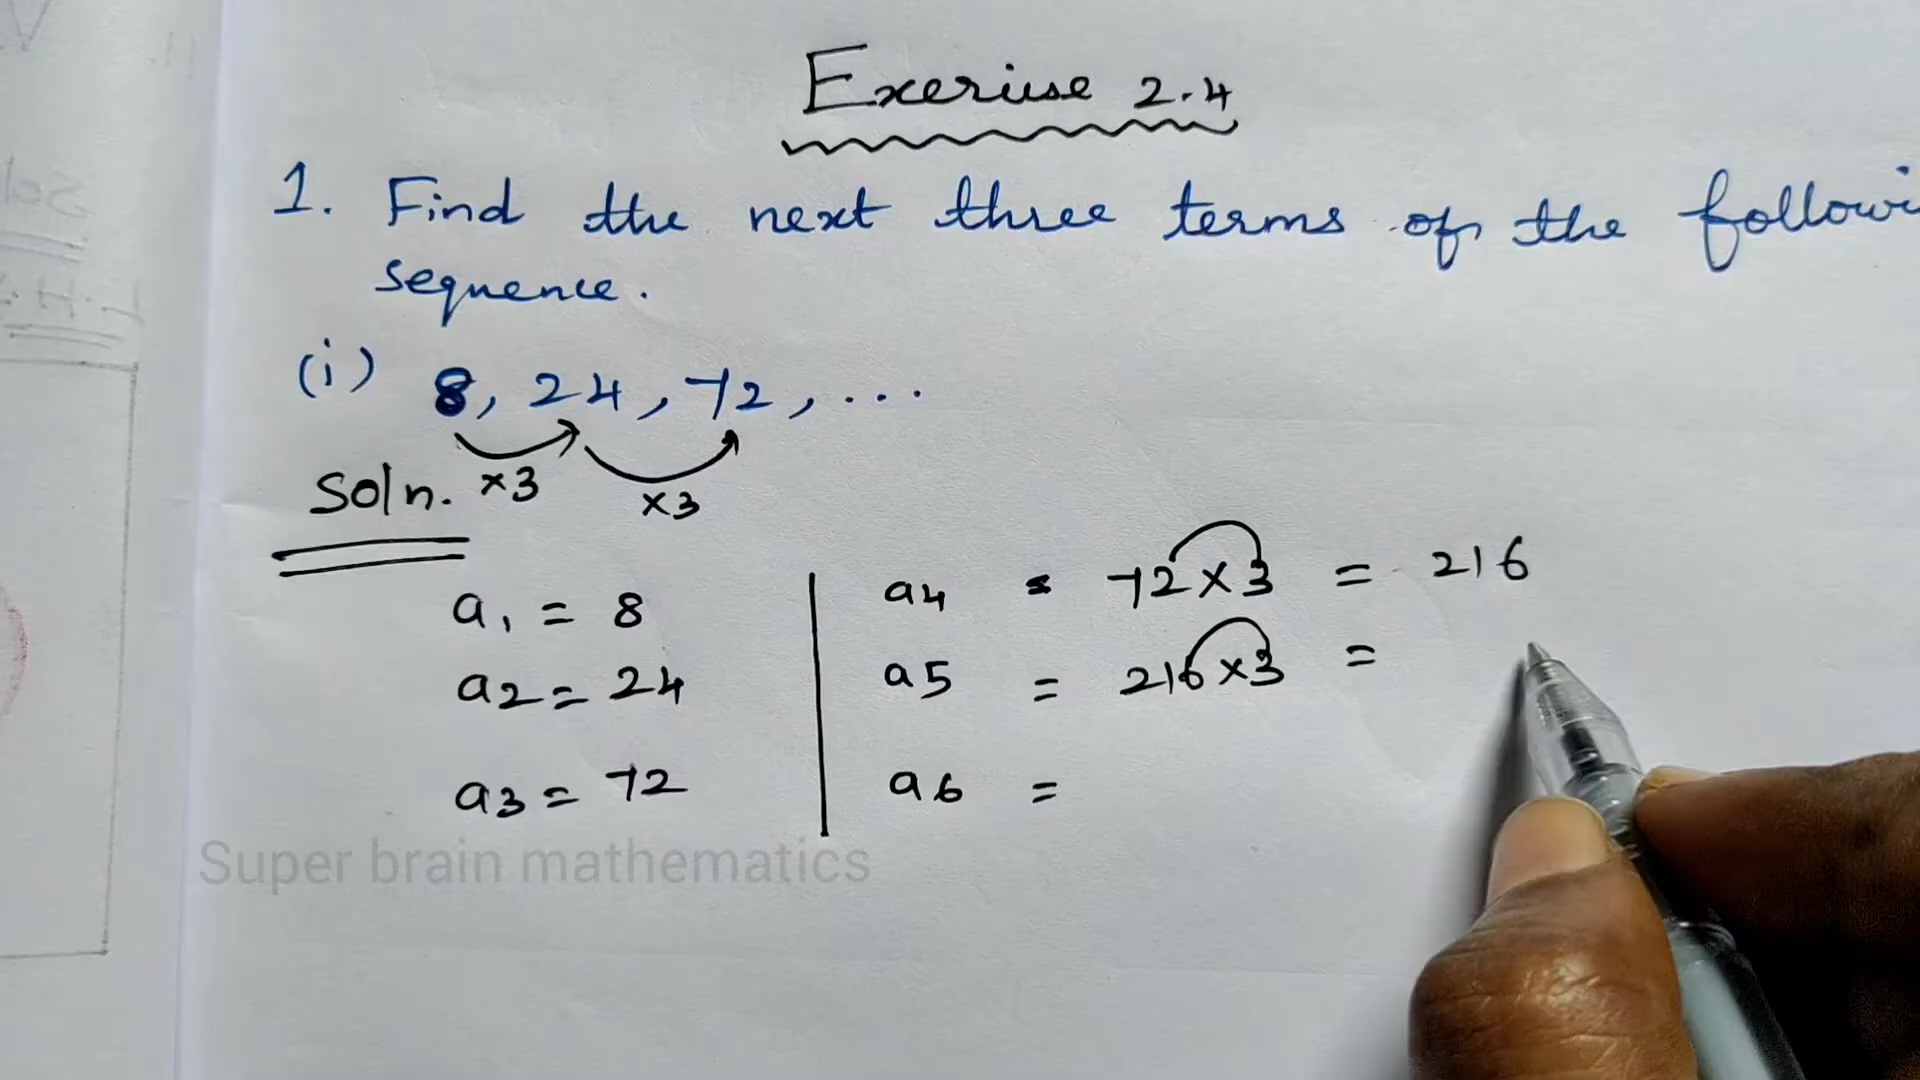 Exercise 2.4
1. Find the next three terms of the followi
sequence.
(i) 8, 24, 72, ...
×3
×3
Soln.
a1 = 8
a2 = 24
a3 = 72
a4 = 72×3 = 216
a5 = 216×3 =
a6 =
Super brain mathematics